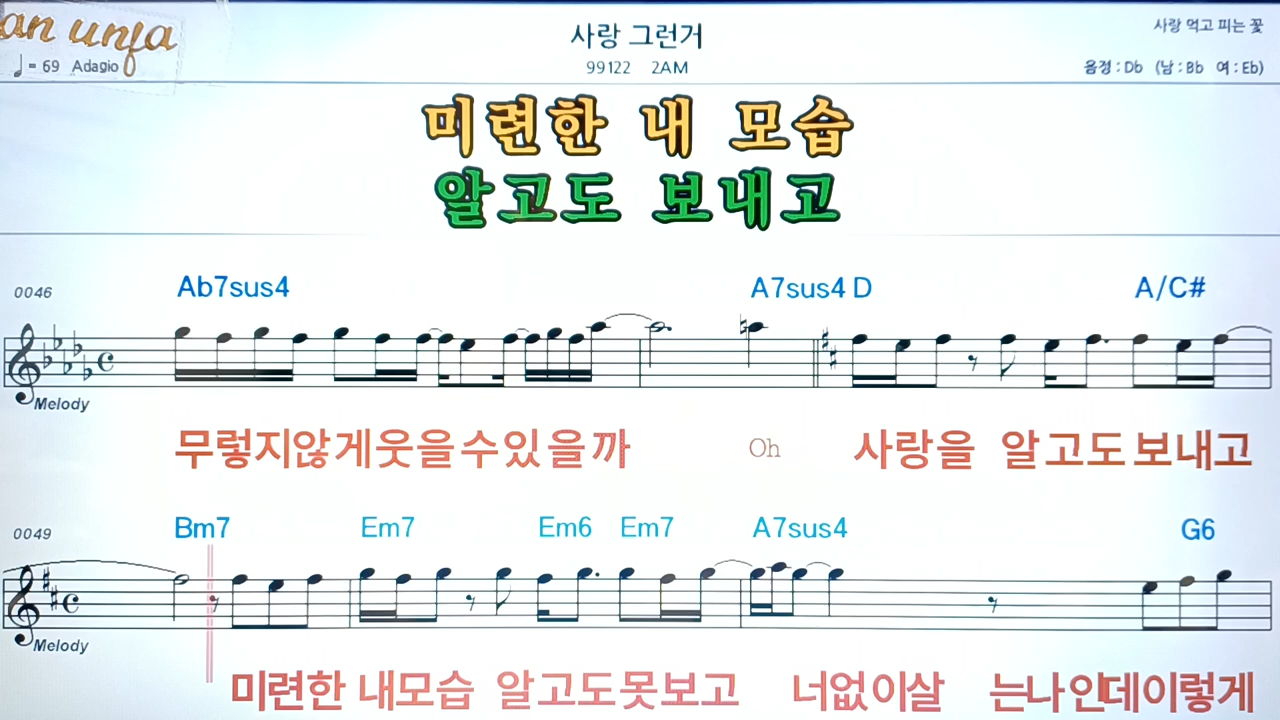 an unfa
사랑 그런거
사랑 먹고 피는 꽃
♩= 69 Adagio
99122 2AM
음정 : Db (남 : Bb 여 : Eb)
미련한 내 모습
알고도 보내고
0046 Ab7sus4 A7sus4 D A/C#
Melody
무렇지않게웃을수있을까 Oh 사랑을 알고도보내고
0049 Bm7 Em7 Em6 Em7 A7sus4 G6
Melody
미련한 내모습 알고도못보고 너없이살 는나인데이렇게